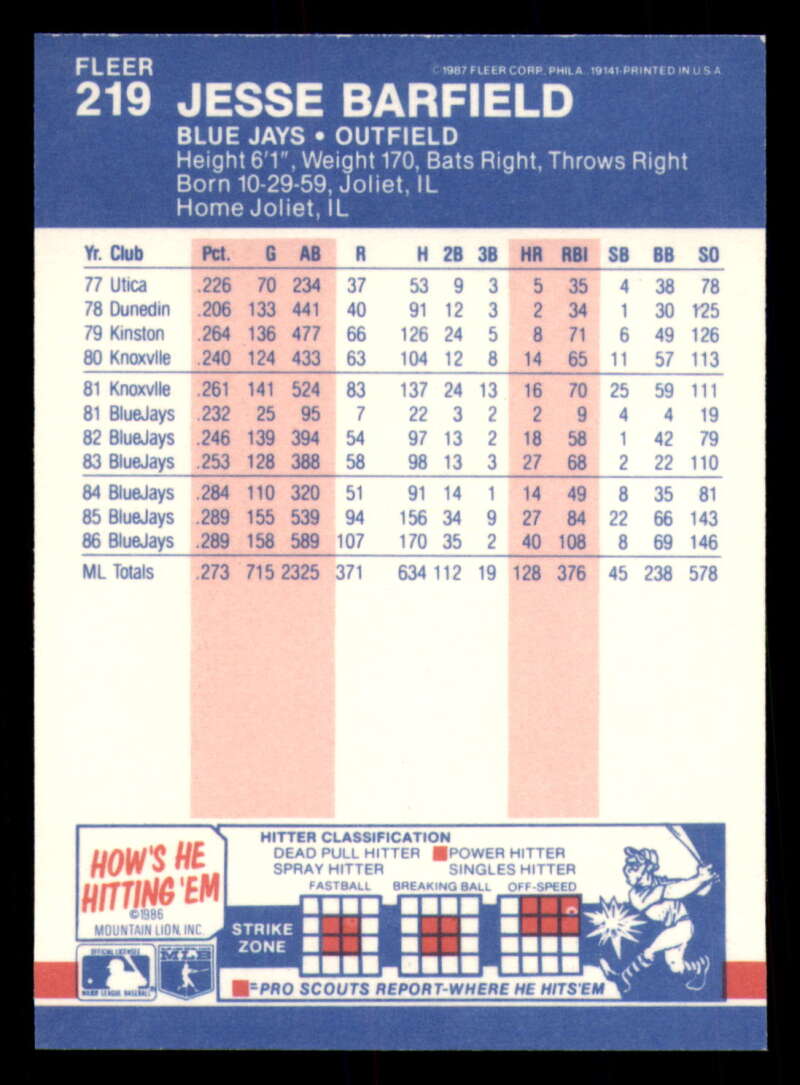 FLEER
©1987 FLEER CORP. PHILA. 19141-PRINTED IN U.S.A
219 JESSE BARFIELD
BLUE JAYS • OUTFIELD
Height 6'1", Weight 170, Bats Right, Throws Right
Born 10-29-59, Joliet, IL
Home Joliet, IL
Yr. Club Pct. G AB R H 2B 3B HR RBI SB BB SO
77 Utica .226 70 234 37 53 9 3 5 35 4 38 78
78 Dunedin .206 133 441 40 91 12 3 2 34 1 30 125
79 Kinston .264 136 477 66 126 24 5 8 71 6 49 126
80 Knoxvlle .240 124 433 63 104 12 8 14 65 11 57 113
81 Knoxvlle .261 141 524 83 137 24 13 16 70 25 59 111
81 BlueJays .232 25 95 7 22 3 2 2 9 4 4 19
82 BlueJays .246 139 394 54 97 13 2 18 58 1 42 79
83 BlueJays .253 128 388 58 98 13 3 27 68 2 22 110
84 BlueJays .284 110 320 51 91 14 1 14 49 8 35 81
85 BlueJays .289 155 539 94 156 34 9 27 84 22 66 143
86 BlueJays .289 158 589 107 170 35 2 40 108 8 69 146
ML Totals .273 715 2325 371 634 112 19 128 376 45 238 578
HOW'S HE
HITTING 'EM
©1986
MOUNTAIN LION, INC.
HITTER CLASSIFICATION
DEAD PULL HITTER POWER HITTER
SPRAY HITTER SINGLES HITTER
FASTBALL BREAKING BALL OFF-SPEED
STRIKE
ZONE
=PRO SCOUTS REPORT-WHERE HE HITS 'EM
OFFICIAL LICENSEE
MAJOR LEAGUE BASEBALL